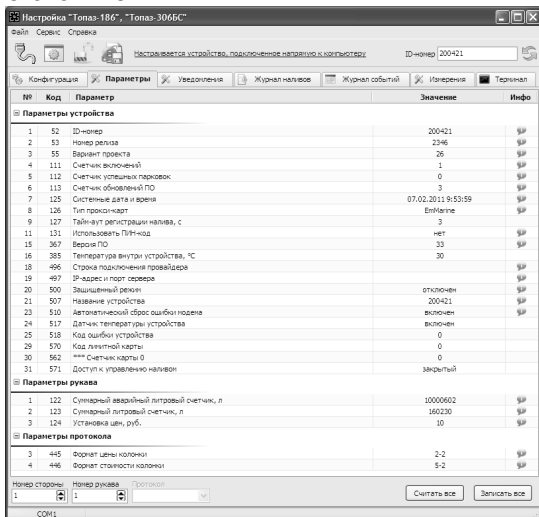 Настройка "Топаз-186", "Топаз-306БС"
Файл Сервис Справка
Настраивается устройство, подключенное напрямую к компьютеру ID-номер 200421
Конфигурация Параметры Уведомления Журнал наливов Журнал событий Измерения Терминал
№ Код Параметр Значение Инфо
Параметры устройства
1 52 ID-номер 200421
2 53 Номер релиза 2346
3 55 Вариант проекта 26
4 111 Счетчик включений 1
5 112 Счетчик успешных парковок 0
6 113 Счетчик обновлений ПО 3
7 125 Системные дата и время 07.02.2011 9:53:59
8 126 Тип прокси-карт EmMarine
9 127 Тайм-аут регистрации налива, с 3
11 131 Использовать ПИН-код нет
15 367 Версия ПО 33
16 385 Температура внутри устройства, °С 30
18 496 Строка подключения провайдера
19 497 IP-адрес и порт сервера
20 500 Защищенный режим отключен
21 507 Название устройства 200421
23 510 Автоматический сброс ошибки модема включен
24 517 Датчик температуры устройства включен
25 518 Код ошибки устройства 0
29 570 Код лимитной карты 0
30 562 *** Счетчик карты 0 0
31 571 Доступ к управлению наливом закрытый
Параметры рукава
1 122 Суммарный аварийный литровый счетчик, л 10000602
2 123 Суммарный литровый счетчик, л 160230
3 124 Установка цен, руб. 10
Параметры протокола
3 445 Формат цены колонки 2-2
4 446 Формат стоимости колонки 5-2
Номер стороны Номер рукава Протокол
1 1 Считать все Записать все
COM1